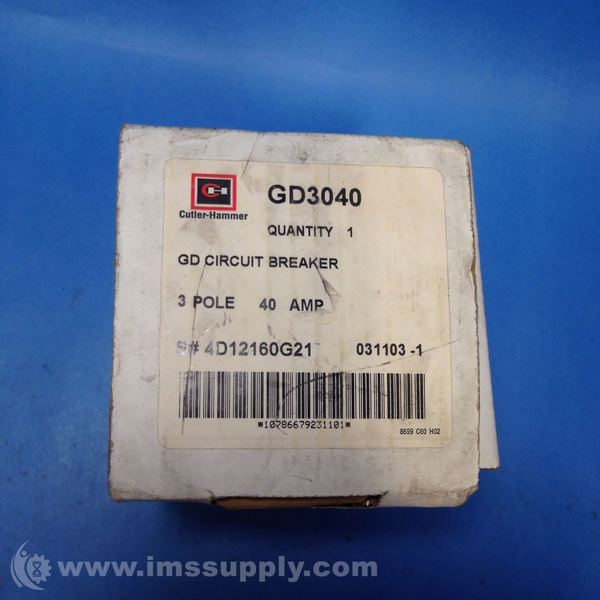 GD3040
Cutler-Hammer
QUANTITY 1
GD CIRCUIT BREAKER
3 POLE 40 AMP
S# 4D12160G21 031103 -1
*10786679231101*
8699 C60 H02
www.imssupply.com